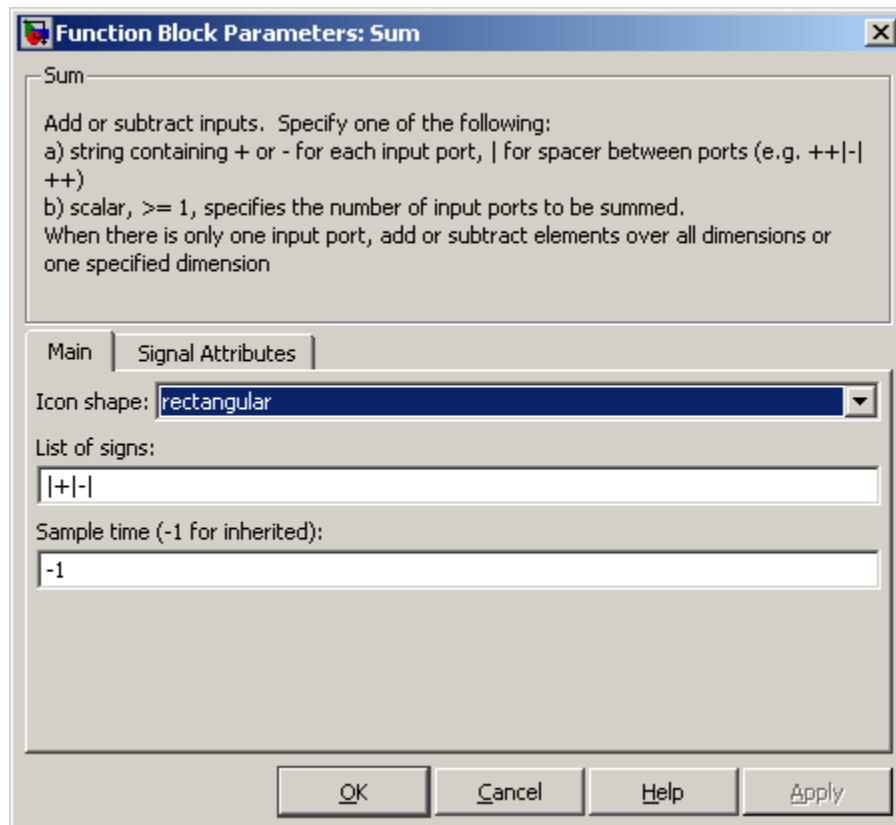 Function Block Parameters: Sum
Sum
Add or subtract inputs.  Specify one of the following:
a) string containing + or - for each input port, | for spacer between ports (e.g. ++|-|
++)
b) scalar, >= 1, specifies the number of input ports to be summed.
When there is only one input port, add or subtract elements over all dimensions or
one specified dimension
Main Signal Attributes
Icon shape: rectangular
List of signs:
|+|-|
Sample time (-1 for inherited):
-1
OK Cancel Help Apply